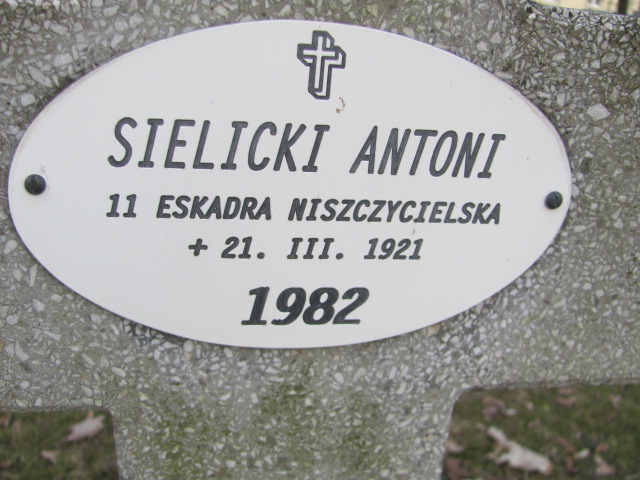 SIELICKI ANTONI
11 ESKADRA NISZCZYCIELSKA
+ 21. III. 1921
1982